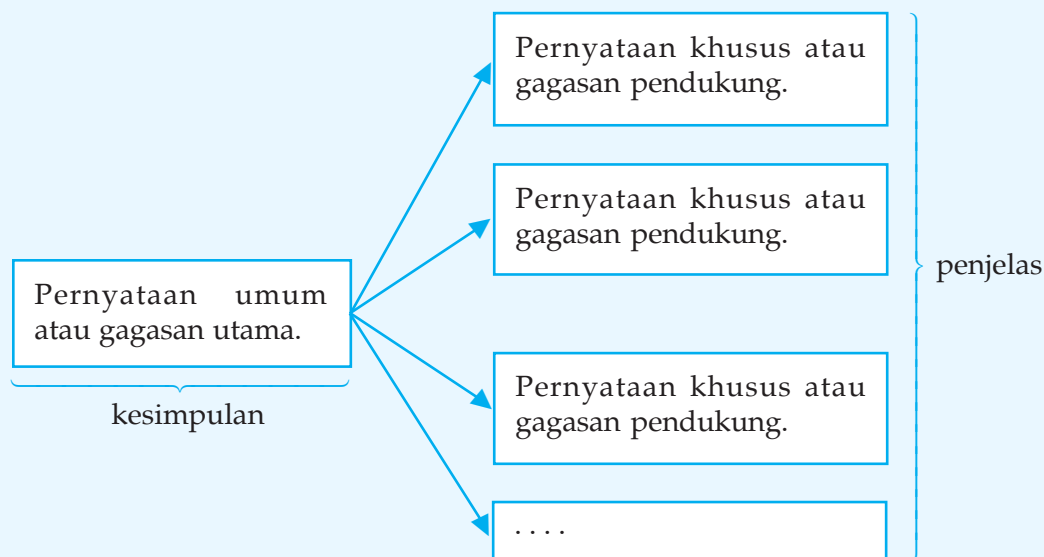 Pernyataan umum
atau gagasan utama.
kesimpulan
Pernyataan khusus atau
gagasan pendukung.
Pernyataan khusus atau
gagasan pendukung.
Pernyataan khusus atau
gagasan pendukung.
. . . .
penjelas